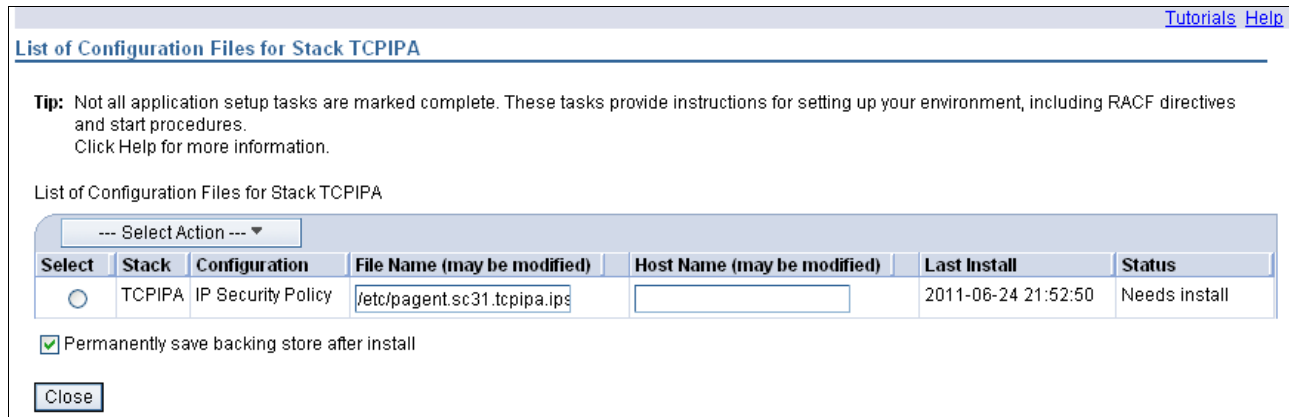 Tutorials Help
List of Configuration Files for Stack TCPIPA
Tip: Not all application setup tasks are marked complete. These tasks provide instructions for setting up your environment, including RACF directives
and start procedures.
Click Help for more information.
List of Configuration Files for Stack TCPIPA
--- Select Action ---
Select Stack Configuration File Name (may be modified) Host Name (may be modified) Last Install Status
TCPIPA IP Security Policy /etc/pagent.sc31.tcpipa.ips 2011-06-24 21:52:50 Needs install
Permanently save backing store after install
Close